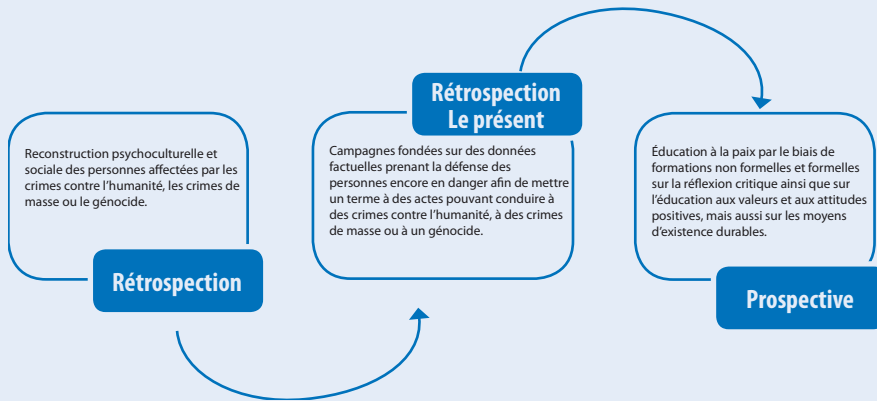 Reconstruction psychoculturelle et
sociale des personnes affectées par les
crimes contre l'humanité, les crimes de
masse ou le génocide.
Rétrospection
Rétrospection
Le présent
Campagnes fondées sur des données
factuelles prenant la défense des
personnes encore en danger afin de mettre
un terme à des actes pouvant conduire à
des crimes contre l'humanité, à des crimes
de masse ou à un génocide.
Éducation à la paix par le biais de
formations non formelles et formelles
sur la réflexion critique ainsi que sur
l'éducation aux valeurs et aux attitudes
positives, mais aussi sur les moyens
d'existence durables.
Prospective